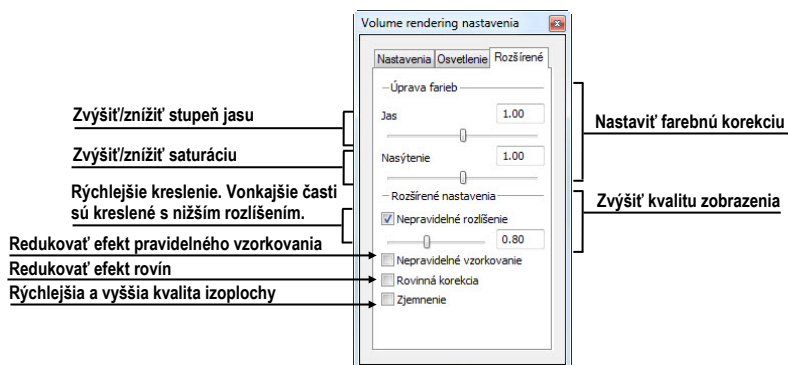 Volume rendering nastavenia
Nastavenia Osvetlenie Rozšírené
Úprava farieb
Jas 1.00
Nasýtenie 1.00
Rozšírené nastavenia
Nepravidelné rozlíšenie
0.80
Nepravidelné vzorkovanie
Rovinná korekcia
Zjemnenie
Zvýšiť/znížiť stupeň jasu
Zvýšiť/znížiť saturáciu
Rýchlejšie kreslenie. Vonkajšie časti
sú kreslené s nižším rozlíšením.
Redukovať efekt pravidelného vzorkovania
Redukovať efekt rovín
Rýchlejšia a vyššia kvalita izoplochy
Nastaviť farebnú korekciu
Zvýšiť kvalitu zobrazenia